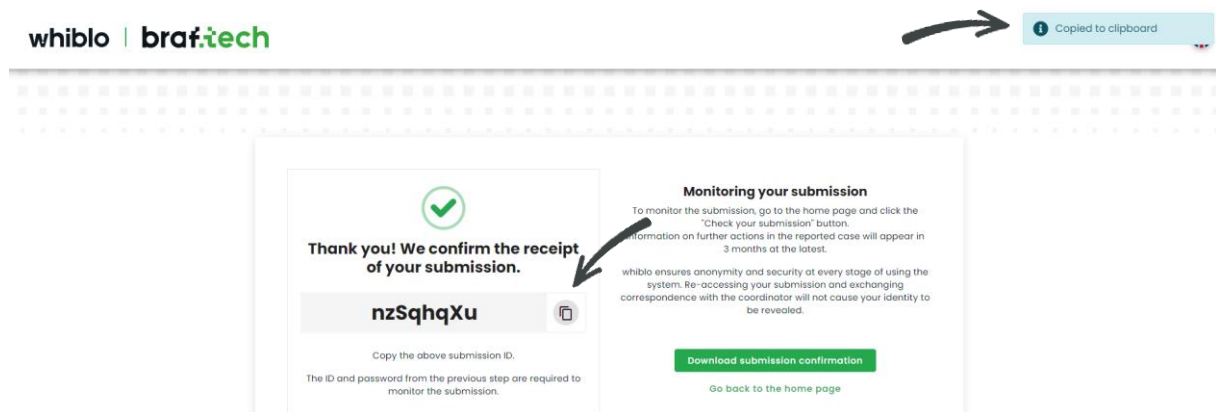 whiblo | braf.tech
Copied to clipboard
Thank you! We confirm the receipt
of your submission.
nzSqhqXu
Copy the above submission ID.
The ID and password from the previous step are required to
monitor the submission.
Monitoring your submission
To monitor the submission, go to the home page and click the
"Check your submission" button.
Information on further actions in the reported case will appear in
3 months at the latest.
whiblo ensures anonymity and security at every stage of using the
system. Re-accessing your submission and exchanging
correspondence with the coordinator will not cause your identity to
be revealed.
Download submission confirmation
Go back to the home page